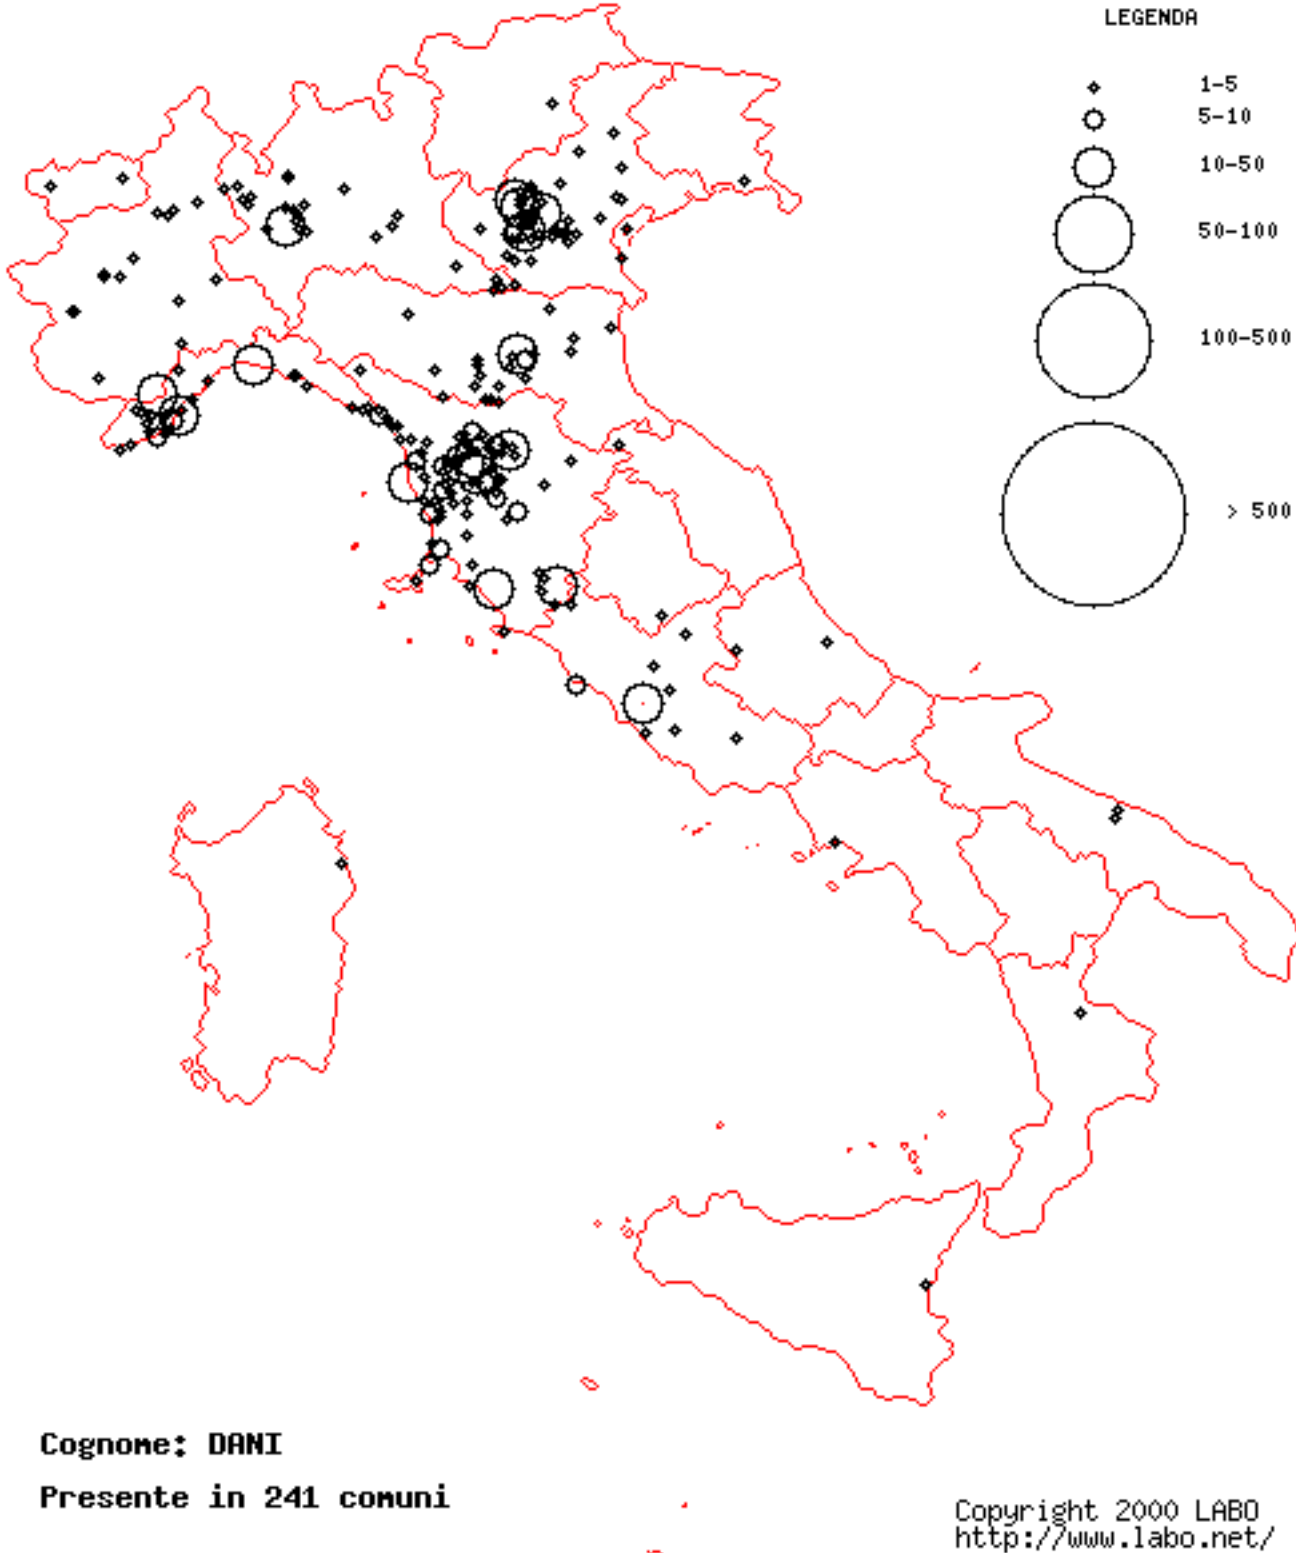 LEGENDA
1-5
5-10
10-50
50-100
100-500
> 500
Cognome: DANI
Presente in 241 comuni
Copyright 2000 LABO
http://www.labo.net/